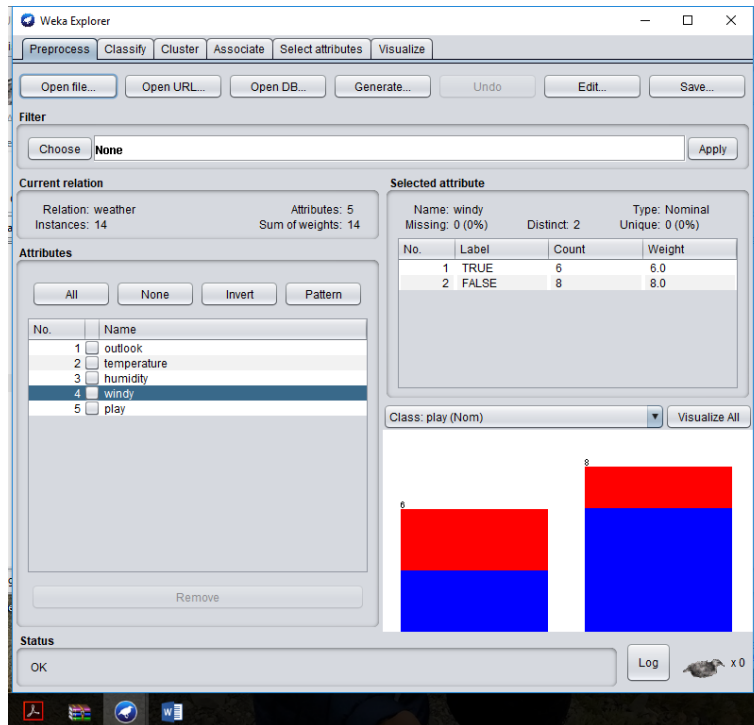 Weka Explorer
Preprocess Classify Cluster Associate Select attributes Visualize
Open file... Open URL... Open DB... Generate... Undo Edit... Save...
Filter
Choose None Apply
Current relation
Relation: weather Attributes: 5
Instances: 14 Sum of weights: 14
Selected attribute
Name: windy Type: Nominal
Missing: 0 (0%) Distinct: 2 Unique: 0 (0%)
No. Label Count Weight
1 TRUE 6 6.0
2 FALSE 8 8.0
Attributes
All None Invert Pattern
No. Name
1 outlook
2 temperature
3 humidity
4 windy
5 play
Remove
Class: play (Nom) Visualize All
6
8
Status
OK
Log x 0